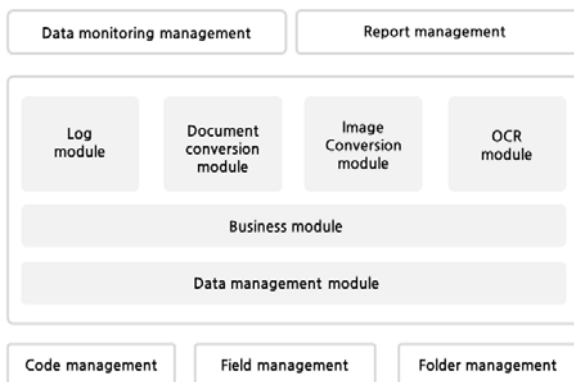 Data monitoring management
Report management
Log
module
Document
conversion
module
Image
Conversion
module
OCR
module
Business module
Data management module
Code management
Field management
Folder management